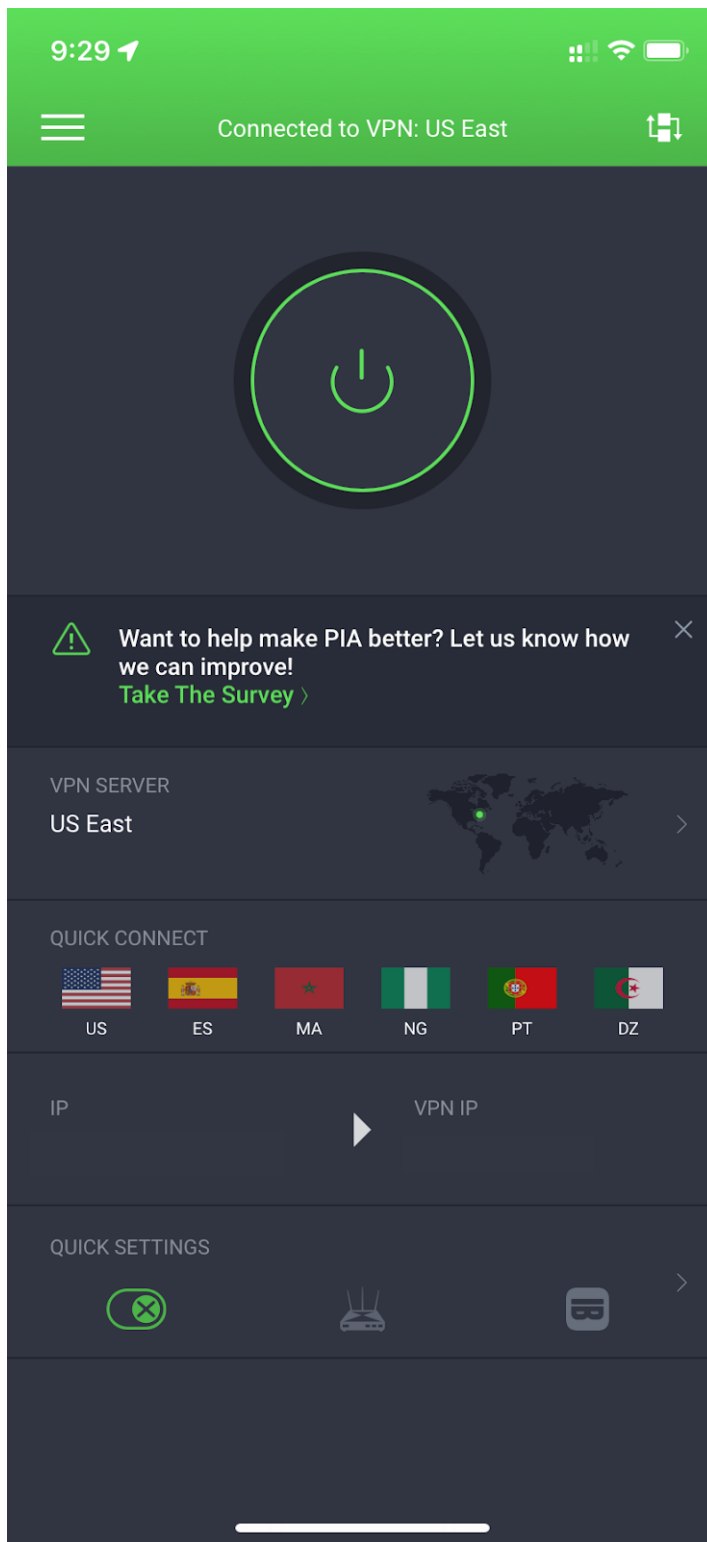 9:29
Connected to VPN: US East
Want to help make PIA better? Let us know how
we can improve!
Take The Survey
VPN SERVER
US East
QUICK CONNECT
US ES MA NG PT DZ
IP VPN IP
QUICK SETTINGS